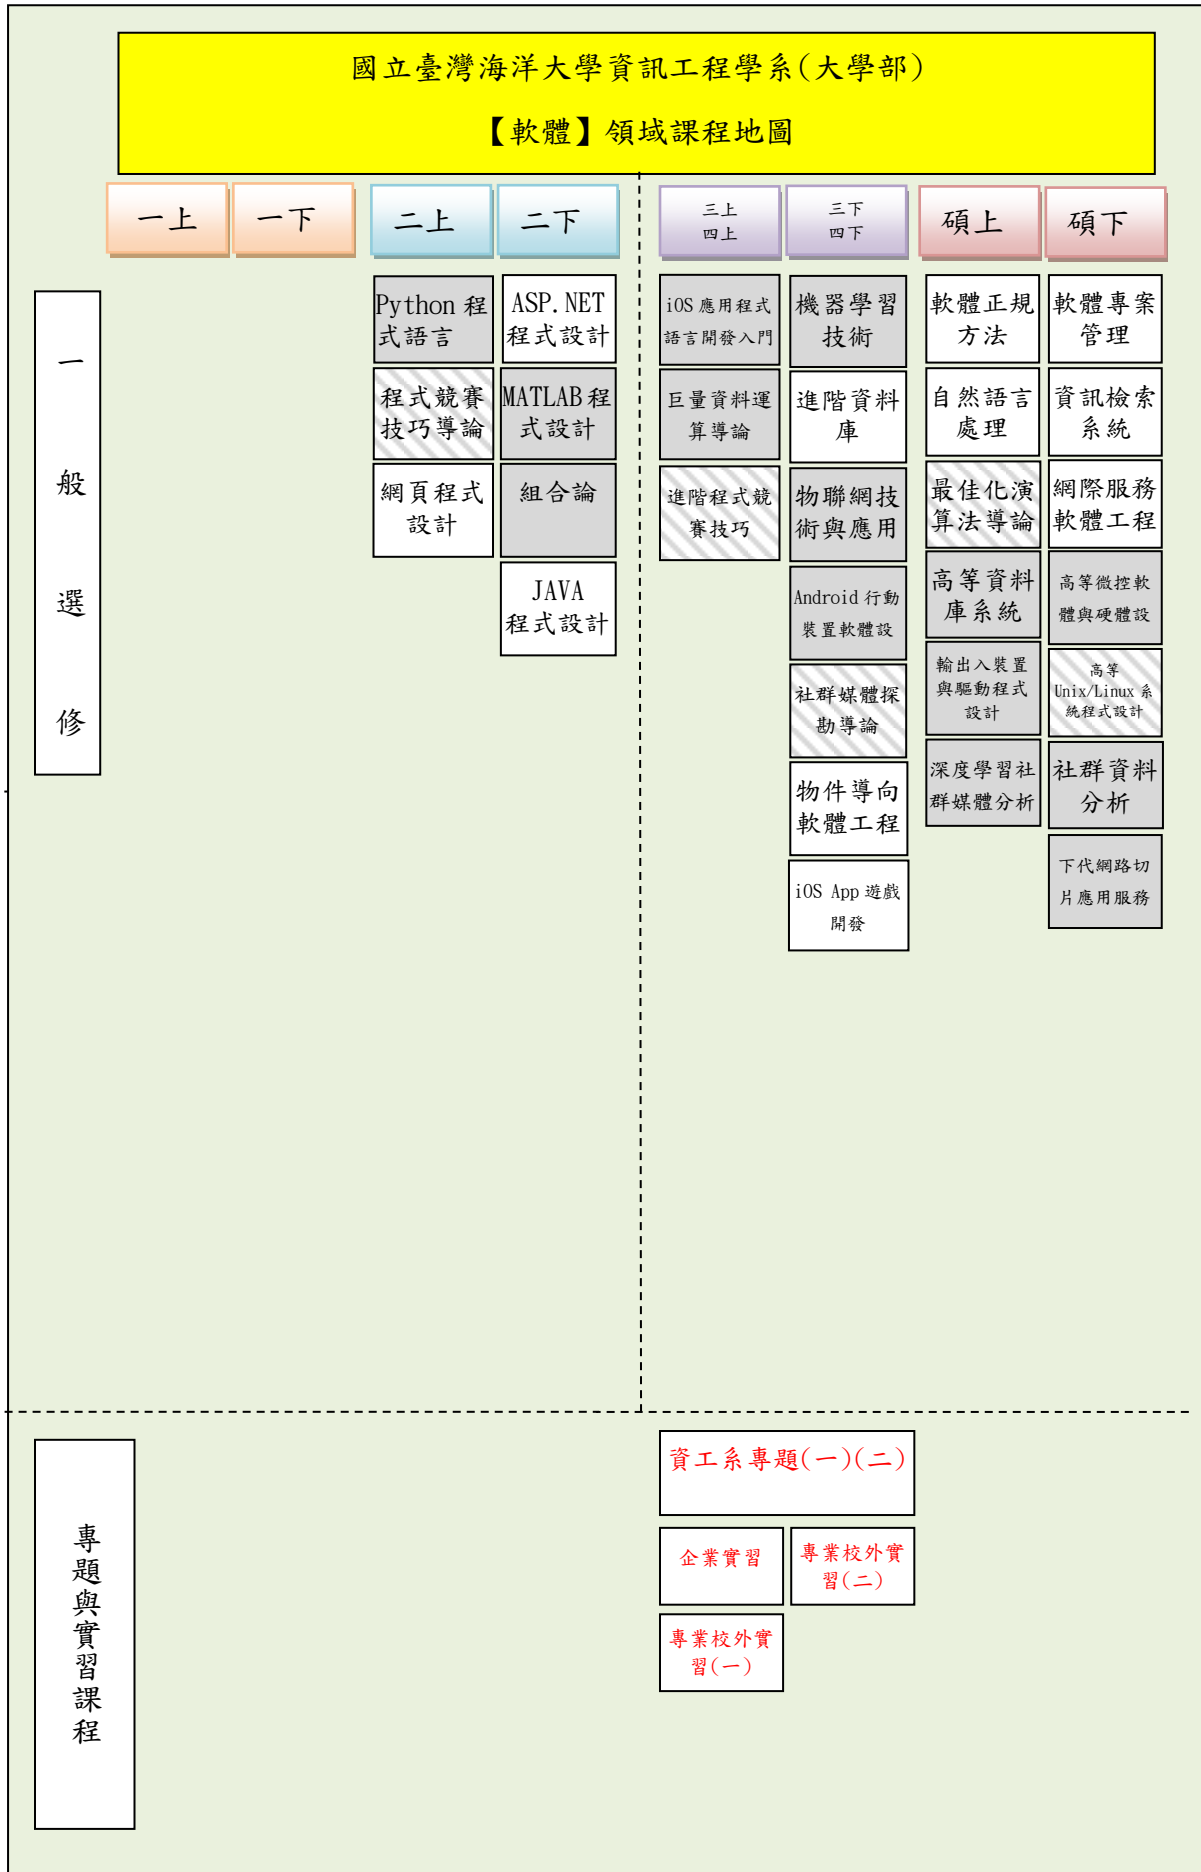 國立臺灣海洋大學資訊工程學系(大學部)
【軟體】領域課程地圖
一上
一下
二上
二下
三上
四上
三下
四下
碩上
碩下
一
般
選
修
Python 程
式語言
程式競賽
技巧導論
網頁程式
設計
ASP.NET
程式設計
MATLAB 程
式設計
組合論
JAVA
程式設計
iOS 應用程式
語言開發入門
巨量資料運
算導論
進階程式競
賽技巧
機器學習
技術
進階資料
庫
物聯網技
術與應用
Android 行動
裝置軟體設
社群媒體探
勘導論
物件導向
軟體工程
iOS App 遊戲
開發
軟體正規
方法
自然語言
處理
最佳化演
算法導論
高等資料
庫系統
輸出入裝置
與驅動程式
設計
深度學習社
群媒體分析
軟體專案
管理
資訊檢索
系統
網際服務
軟體工程
高等微控軟
體與硬體設
高等
Unix/Linux 系
統程式設計
社群資料
分析
下代網路切
片應用服務
專
題
與
實
習
課
程
資工系專題(一)(二)
企業實習
專業校外實
習(二)
專業校外實
習(一)